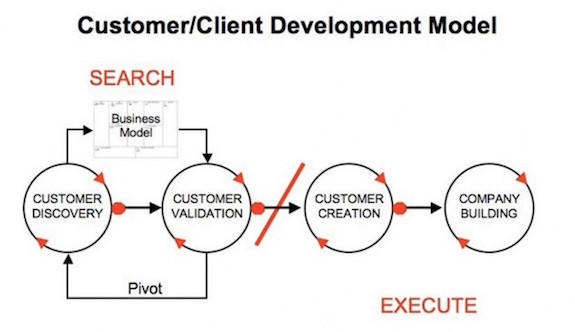 Customer/Client Development Model
SEARCH
Business
Model
CUSTOMER
DISCOVERY
CUSTOMER
VALIDATION
CUSTOMER
CREATION
COMPANY
BUILDING
Pivot
EXECUTE